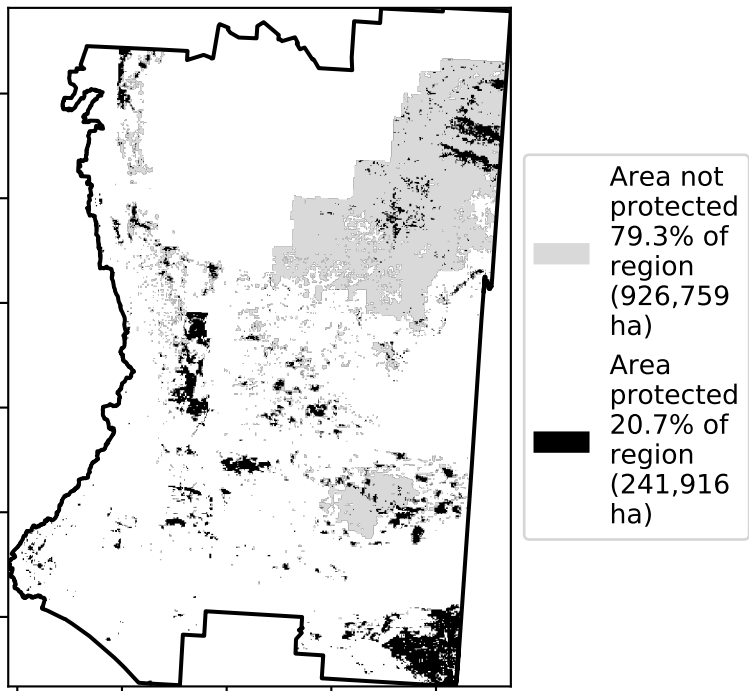 Area not
protected
79.3% of
region
(926,759
ha)
Area
protected
20.7% of
region
(241,916
ha)